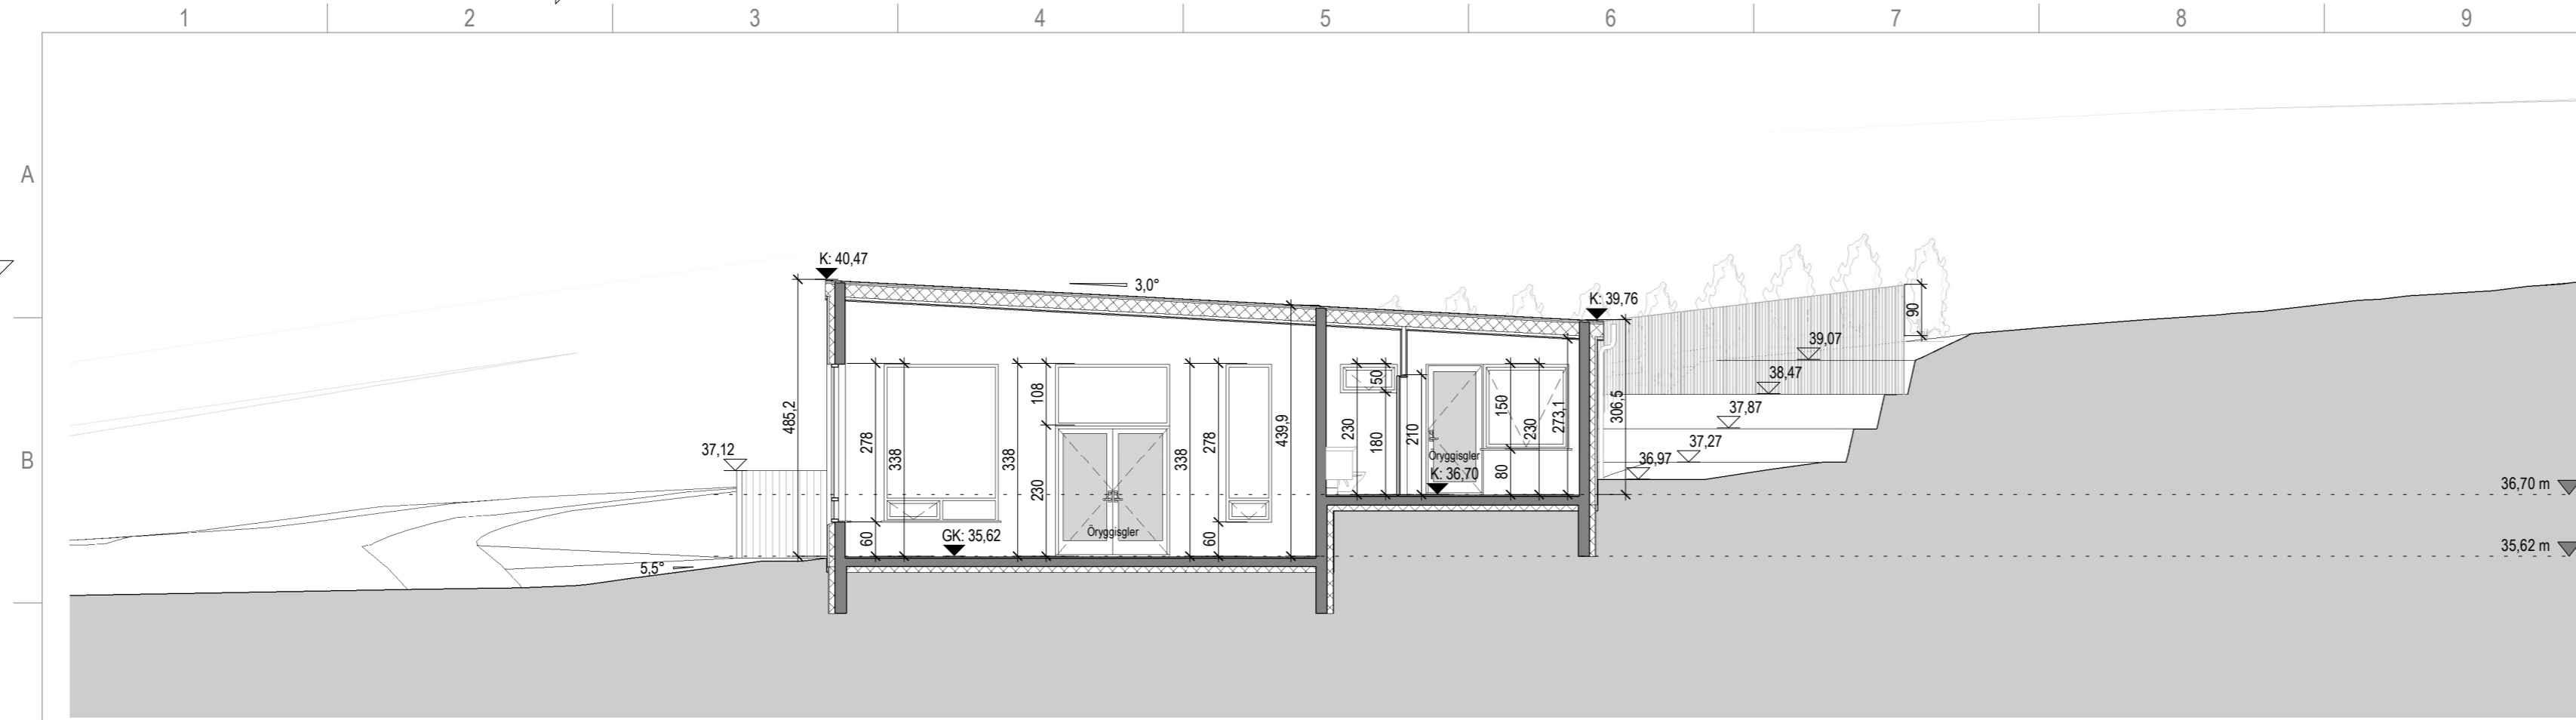 1 2 3 4 5 6 7 8 9
A
B
K: 40,47
3,0°
K: 39,76
90
39,07
38,47
37,87
37,27
36,97
306,5
485,2
37,12
278
338
60
338
108
230
Öryggisgler
GK: 35,62
338
278
60
439,9
230
50
180
210
Öryggisgler
K: 36,70
150
80
230
273,1
5,5°
36,70 m
35,62 m